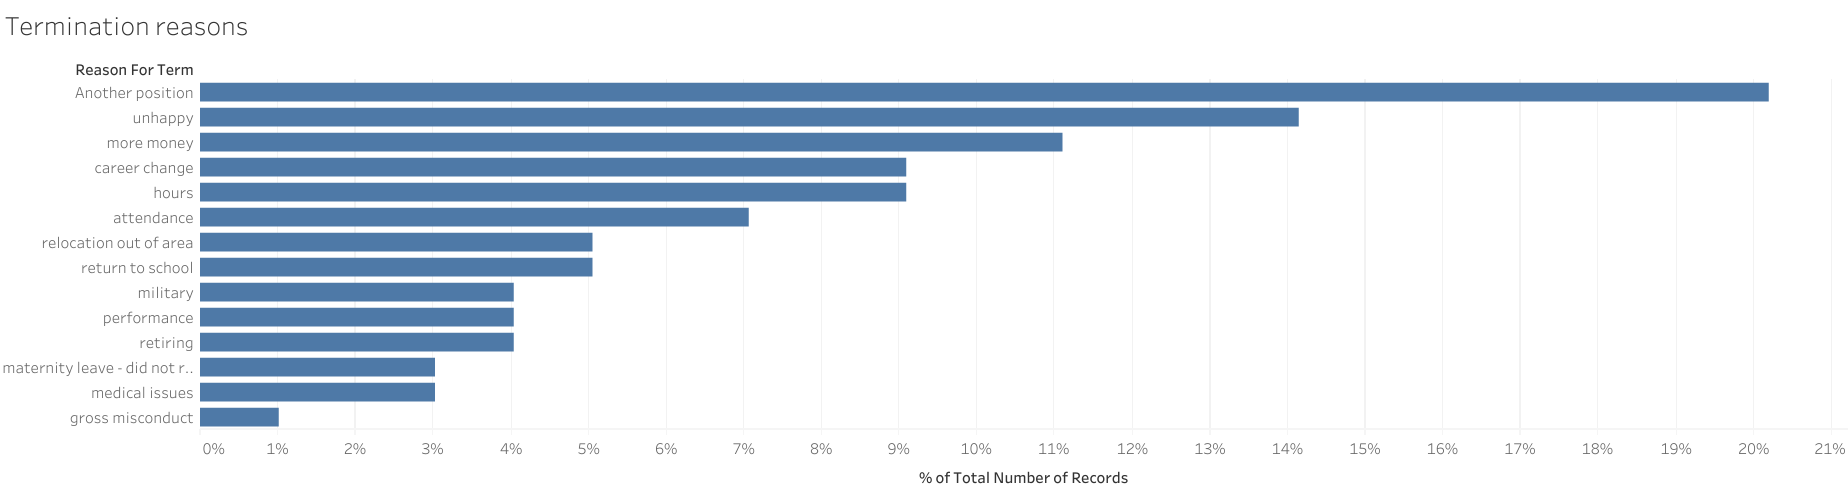 Termination reasons
Reason For Term
Another position
unhappy
more money
career change
hours
attendance
relocation out of area
return to school
military
performance
retiring
maternity leave - did not r..
medical issues
gross misconduct
0% 1% 2% 3% 4% 5% 6% 7% 8% 9% 10% 11% 12% 13% 14% 15% 16% 17% 18% 19% 20% 21%
% of Total Number of Records